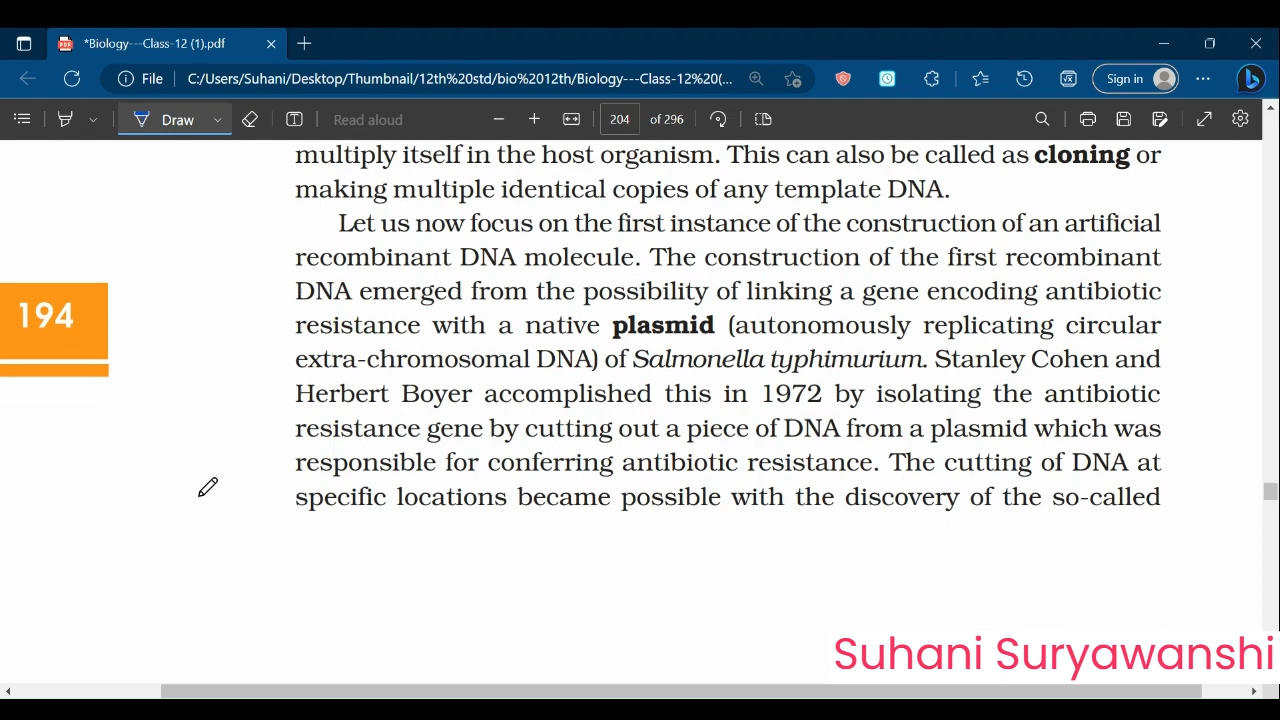 *Biology---Class-12 (1).pdf
File C:/Users/Suhani/Desktop/Thumbnail/12th%20std/bio%2012th/Biology---Class-12%20(... Sign in
Draw Read aloud 204 of 296
multiply itself in the host organism. This can also be called as cloning or
making multiple identical copies of any template DNA.
Let us now focus on the first instance of the construction of an artificial
recombinant DNA molecule. The construction of the first recombinant
DNA emerged from the possibility of linking a gene encoding antibiotic
194
resistance with a native plasmid (autonomously replicating circular
extra-chromosomal DNA) of Salmonella typhimurium. Stanley Cohen and
Herbert Boyer accomplished this in 1972 by isolating the antibiotic
resistance gene by cutting out a piece of DNA from a plasmid which was
responsible for conferring antibiotic resistance. The cutting of DNA at
specific locations became possible with the discovery of the so-called
Suhani Suryawanshi